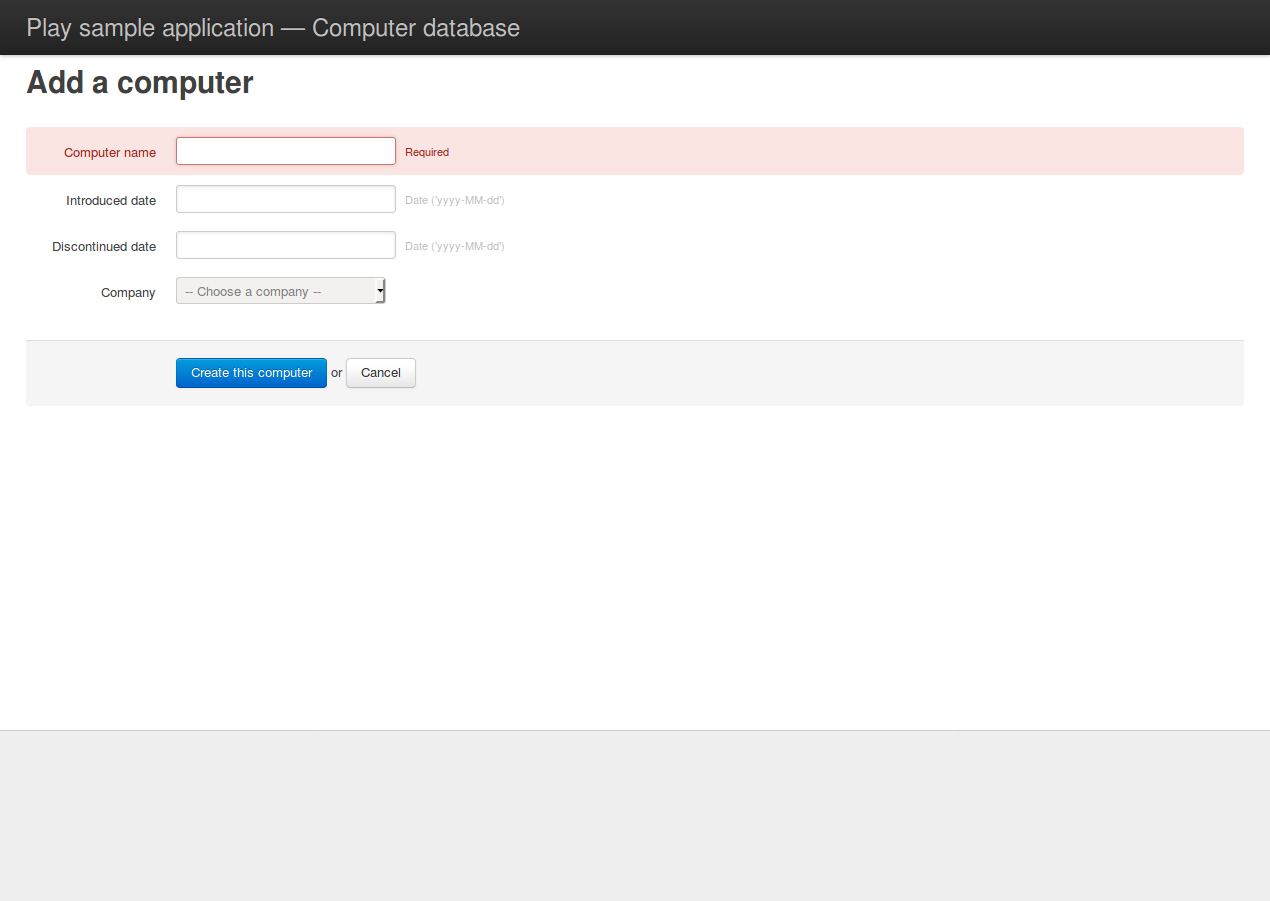 Play sample application — Computer database
Add a computer
Computer name Required
Introduced date Date ('yyyy-MM-dd')
Discontinued date Date ('yyyy-MM-dd')
Company -- Choose a company --
Create this computer or Cancel